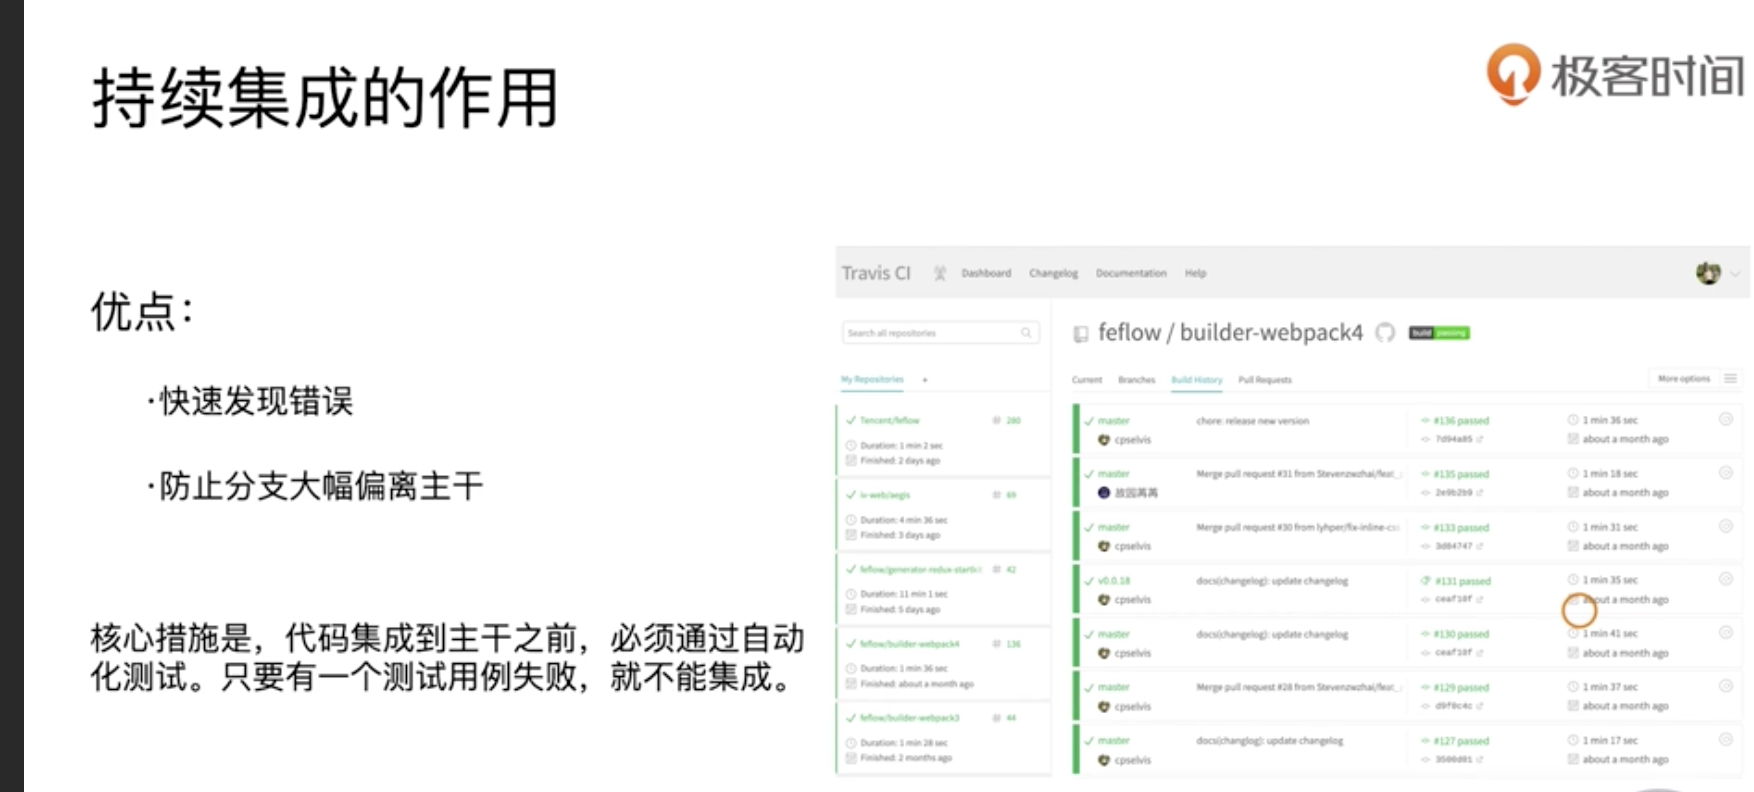 持续集成的作用
极客时间
优点：
·快速发现错误
·防止分支大幅偏离主干
核心措施是，代码集成到主干之前，必须通过自动
化测试。只要有一个测试用例失败，就不能集成。
Travis CI Dashboard Changelog Documentation Help
Search all repositories
My Repositories +
Tencent/feflow # 280
Duration: 1 min 2 sec
Finished: 2 days ago
iv-web/aegis # 69
Duration: 4 min 36 sec
Finished: 3 days ago
feflow/generator-redux-startkit # 42
Duration: 11 min 1 sec
Finished: 5 days ago
feflow/builder-webpack4 # 136
Duration: 1 min 36 sec
Finished: about a month ago
feflow/builder-webpack3 # 44
Duration: 1 min 28 sec
Finished: 2 months ago
feflow / builder-webpack4 build passing
Current Branches Build History Pull Requests More options
master chore: release new version #136 passed 1 min 36 sec
cpselvis 7d94a85 about a month ago
master Merge pull request #31 from Stevenzwzhai/feat_ #135 passed 1 min 18 sec
故园 2e9b2b9 about a month ago
master Merge pull request #30 from lyhper/fix-inline-cs #133 passed 1 min 31 sec
cpselvis 3d84747 about a month ago
v0.0.18 docs(changelog): update changelog #131 passed 1 min 35 sec
cpselvis ceaf18f about a month ago
master docs(changelog): update changelog #130 passed 1 min 41 sec
cpselvis ceaf18f about a month ago
master Merge pull request #28 from Stevenzwzhai/feat_ #129 passed 1 min 37 sec
cpselvis d9f0c4c about a month ago
master docs(changlog): update changelog #127 passed 1 min 17 sec
cpselvis 3500d01 about a month ago